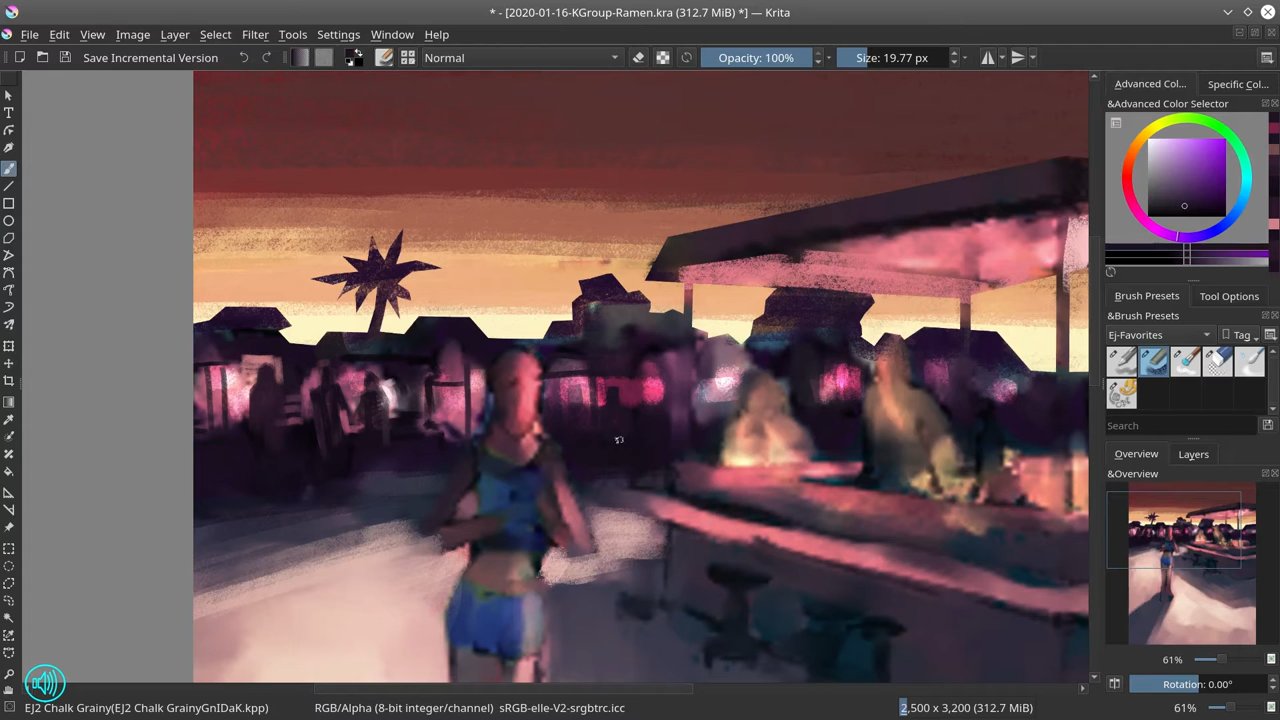 * - [2020-01-16-KGroup-Ramen.kra (312.7 MiB) *] — Krita
File Edit View Image Layer Select Filter Tools Settings Window Help
Save Incremental Version Normal Opacity: 100% Size: 19.77 px
Advanced Col... Specific Col...
&Advanced Color Selector
Brush Presets Tool Options
&Brush Presets
Ej-Favorites Tag
Search
Overview Layers
&Overview
61%
Rotation: 0.00°
EJ2 Chalk Grainy(EJ2 Chalk GrainyGnIDaK.kpp) RGB/Alpha (8-bit integer/channel) sRGB-elle-V2-srgbtrc.icc 2,500 x 3,200 (312.7 MiB) 61%